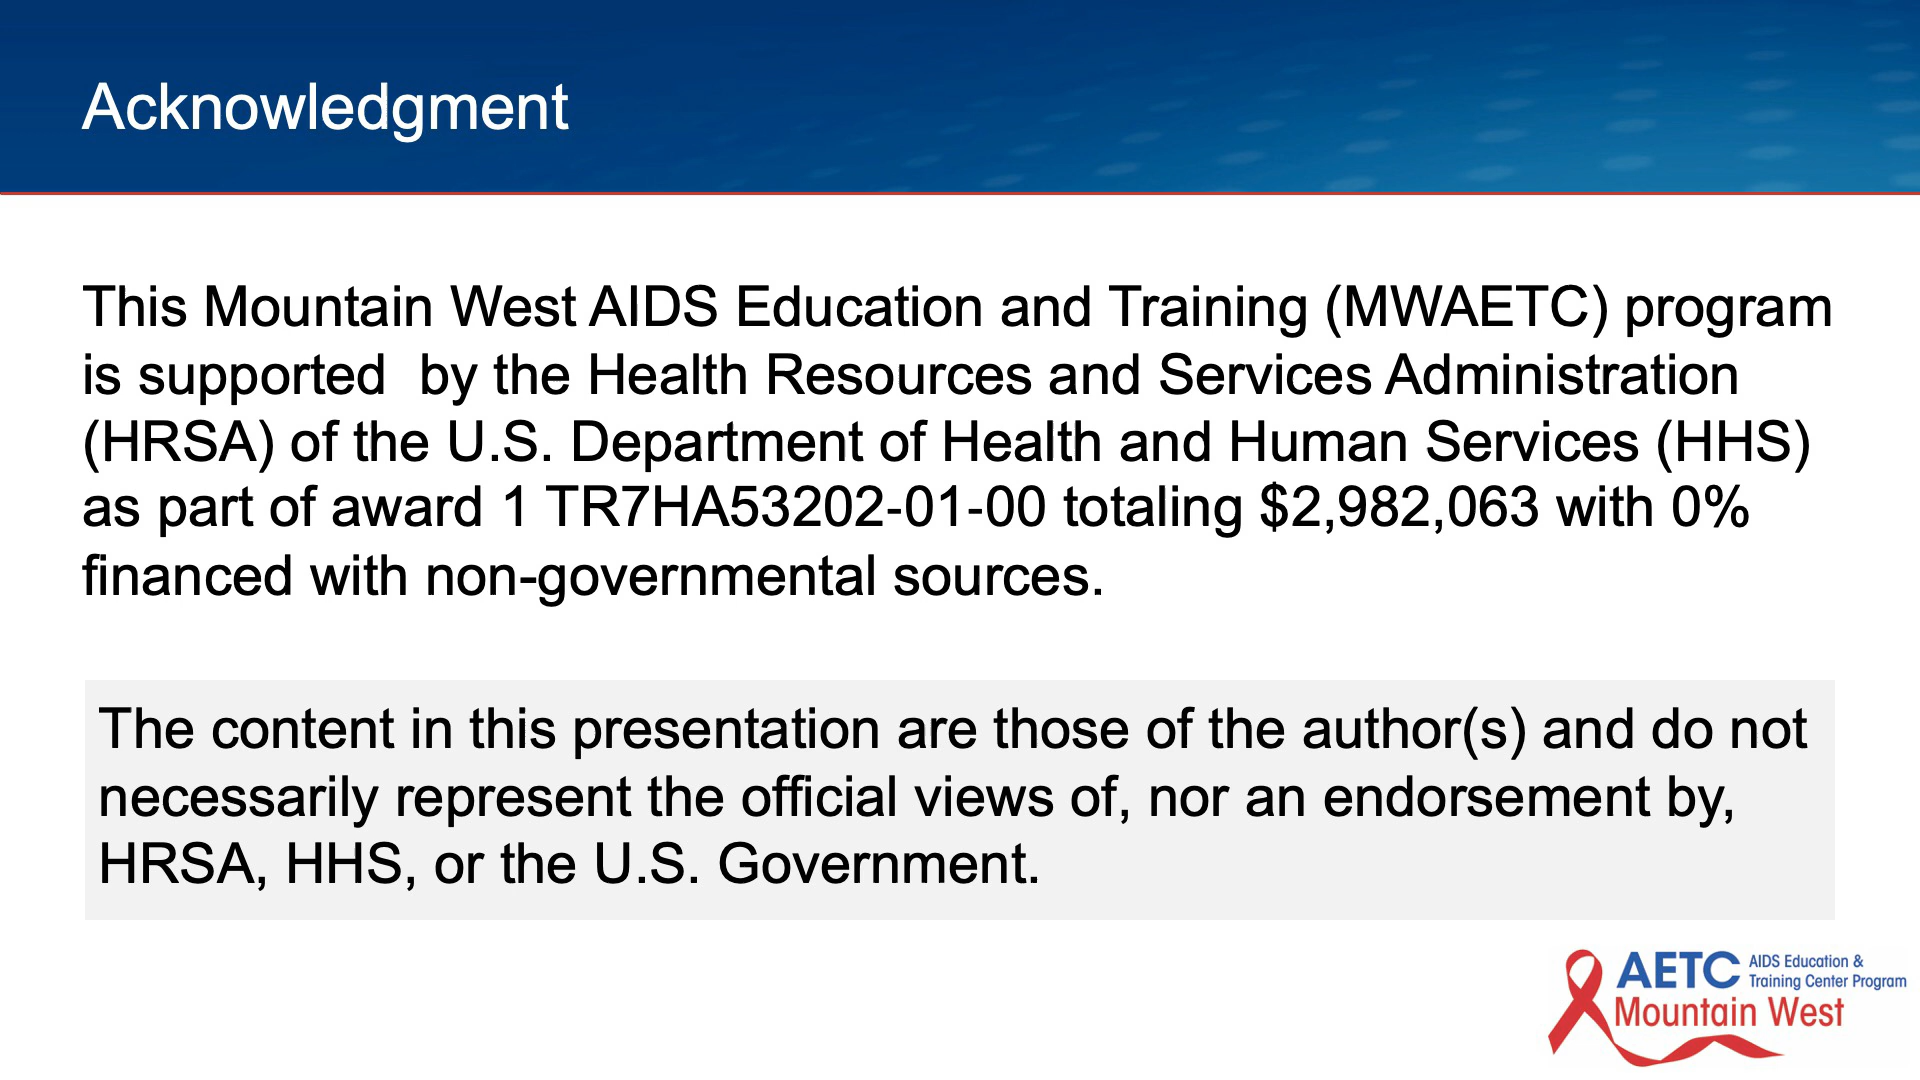 Acknowledgment
This Mountain West AIDS Education and Training (MWAETC) program
is supported  by the Health Resources and Services Administration
(HRSA) of the U.S. Department of Health and Human Services (HHS)
as part of award 1 TR7HA53202-01-00 totaling $2,982,063 with 0%
financed with non-governmental sources.
The content in this presentation are those of the author(s) and do not
necessarily represent the official views of, nor an endorsement by,
HRSA, HHS, or the U.S. Government.
AETC AIDS Education &
Training Center Program
Mountain West